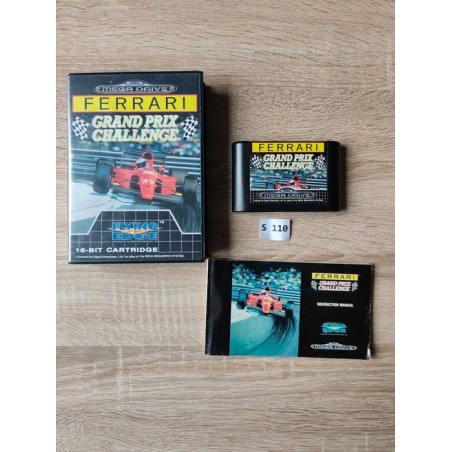 MEGA DRIVE
FERRARI
GRAND PRIX
CHALLENGE
FLYING
EDGE
16-BIT CARTRIDGE
FERRARI
GRAND PRIX
CHALLENGE
MEGA DRIVE
S 110
FERRARI
GRAND PRIX
CHALLENGE
INSTRUCTION MANUAL
MEGA DRIVE